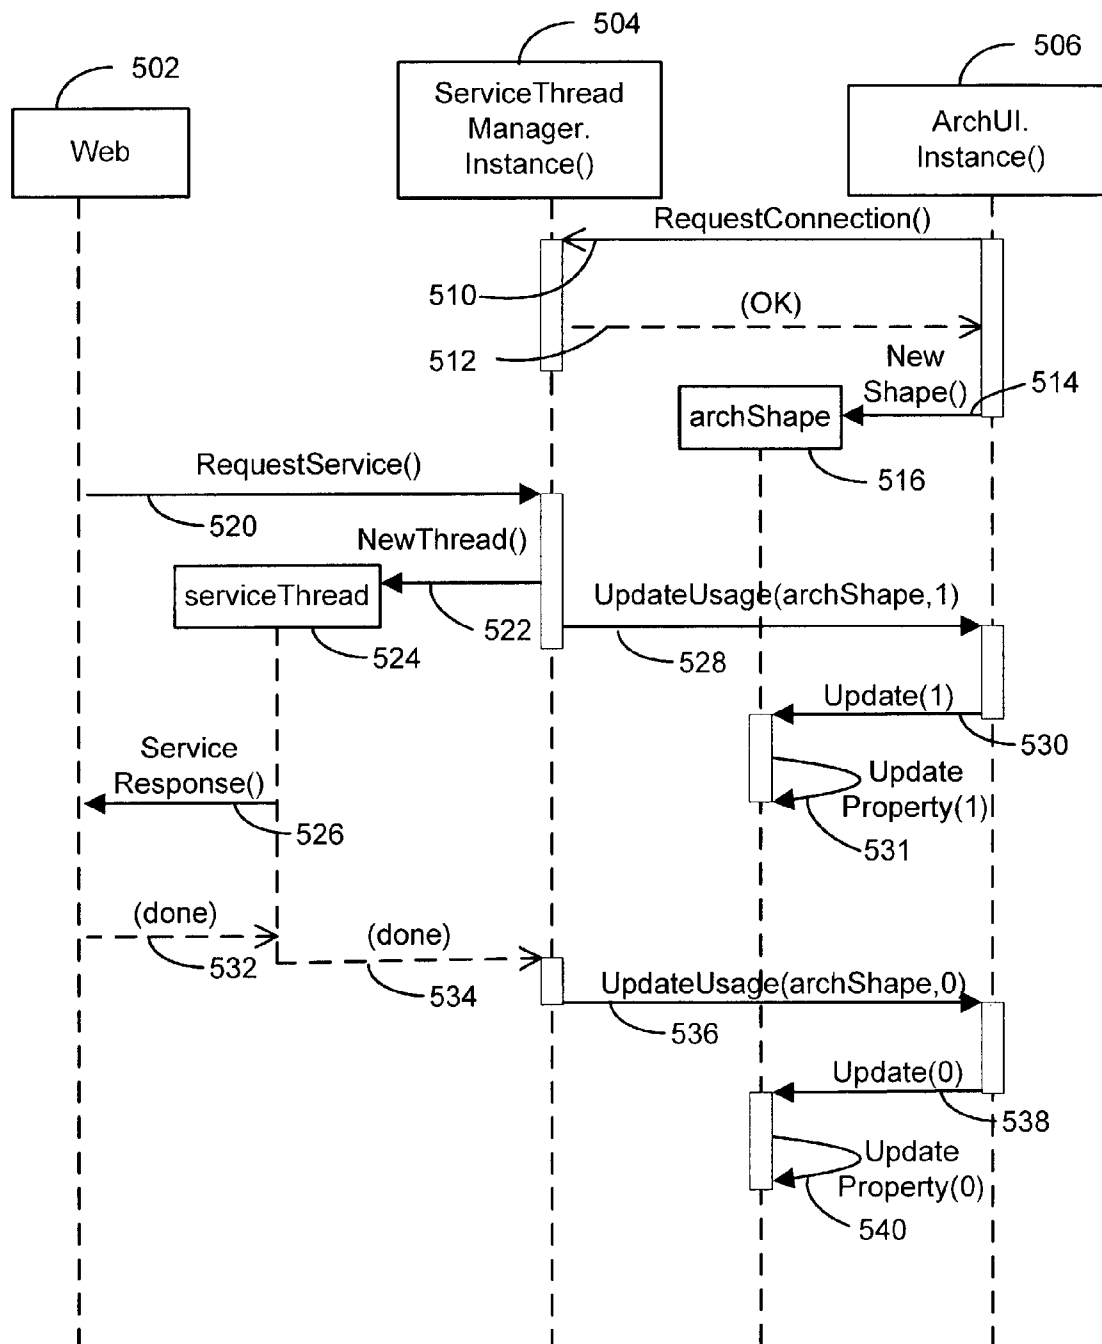 504
506
502
ServiceThread
Manager.
Instance()
ArchUI.
Instance()
Web
RequestConnection()
510
(OK)
512
New
Shape()
514
archShape
RequestService()
516
520
NewThread()
serviceThread
UpdateUsage(archShape,1)
522
524
528
Update(1)
530
Service
Response()
Update
Property(1)
526
531
(done)
(done)
532
534
UpdateUsage(archShape,0)
536
Update(0)
538
Update
Property(0)
540